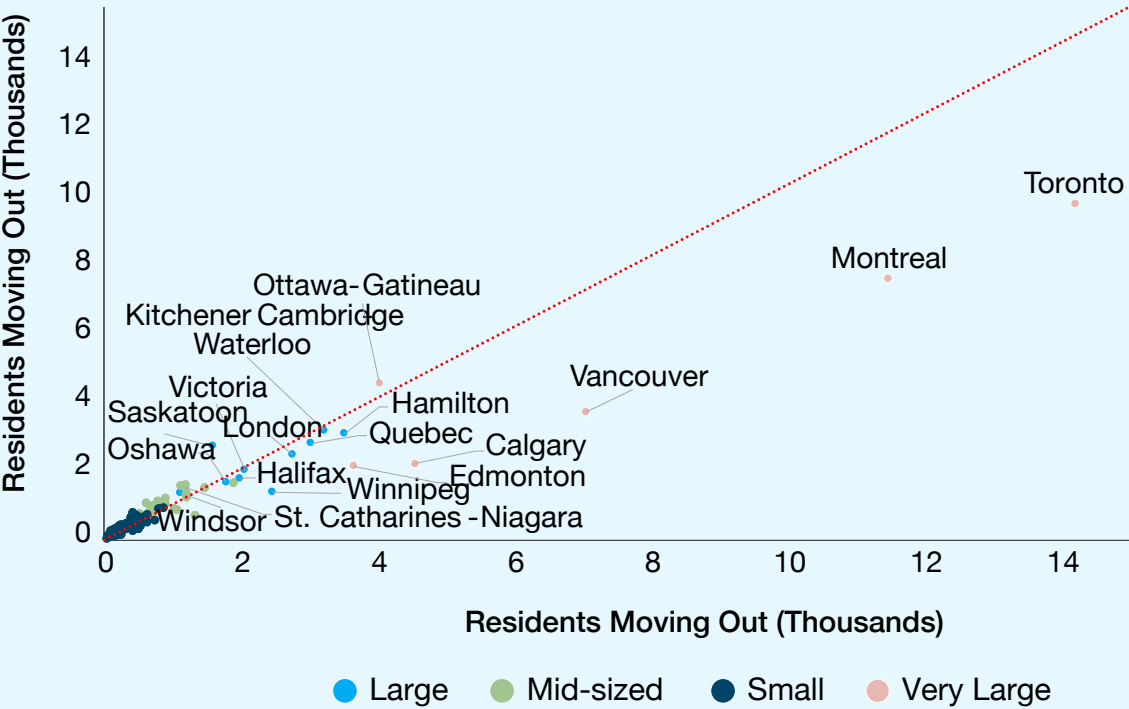 Residents Moving Out (Thousands)
14
12
10
8
6
4
2
0
Toronto
Montreal
Ottawa-Gatineau
Kitchener Cambridge
Waterloo
Vancouver
Victoria
Hamilton
Saskatoon
London
Quebec
Oshawa
Calgary
Halifax
Edmonton
Winnipeg
Windsor
St. Catharines -Niagara
0 2 4 6 8 10 12 14
Residents Moving Out (Thousands)
Large Mid-sized Small Very Large